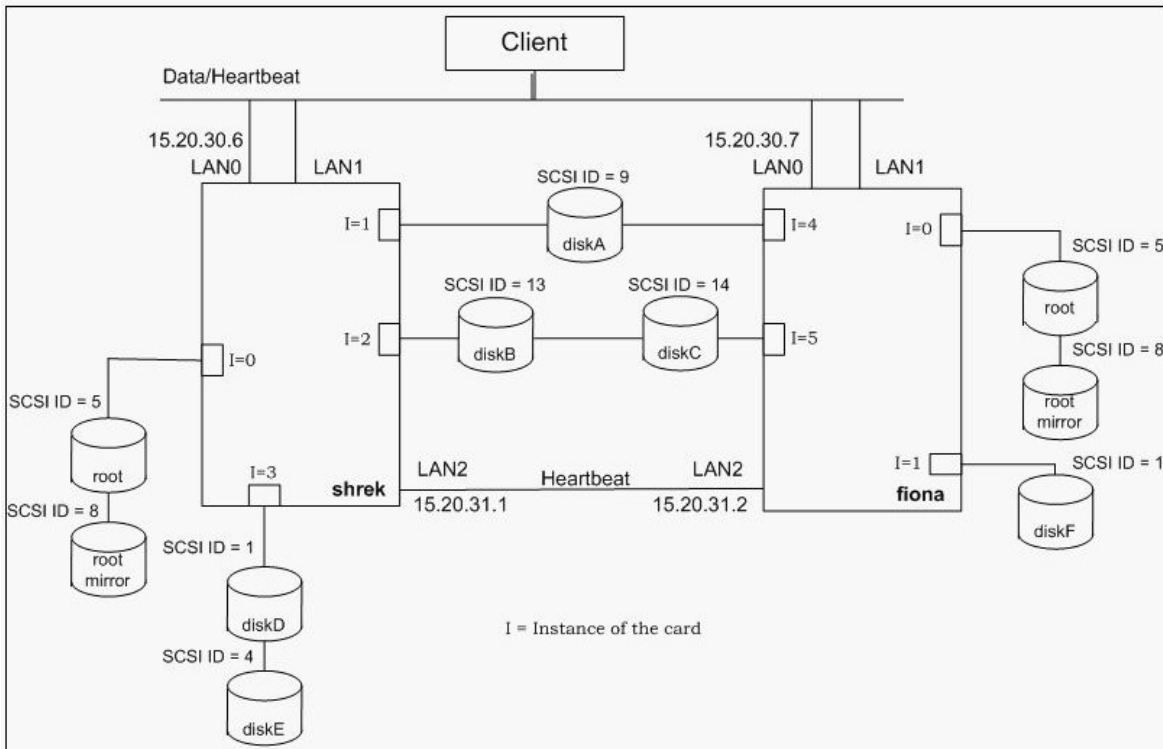 Client
Data/Heartbeat
15.20.30.6
LAN0
LAN1
15.20.30.7
LAN0
LAN1
SCSI ID = 9
I=1
diskA
I=4
I=0
SCSI ID = 5
root
SCSI ID = 13
SCSI ID = 14
I=2
diskB
diskC
I=5
SCSI ID = 8
root
mirror
I=0
SCSI ID = 5
root
SCSI ID = 8
root
mirror
I=3
shrek
LAN2
Heartbeat
LAN2
15.20.31.1
15.20.31.2
I=1
fiona
SCSI ID = 1
diskF
SCSI ID = 1
diskD
SCSI ID = 4
diskE
I = Instance of the card